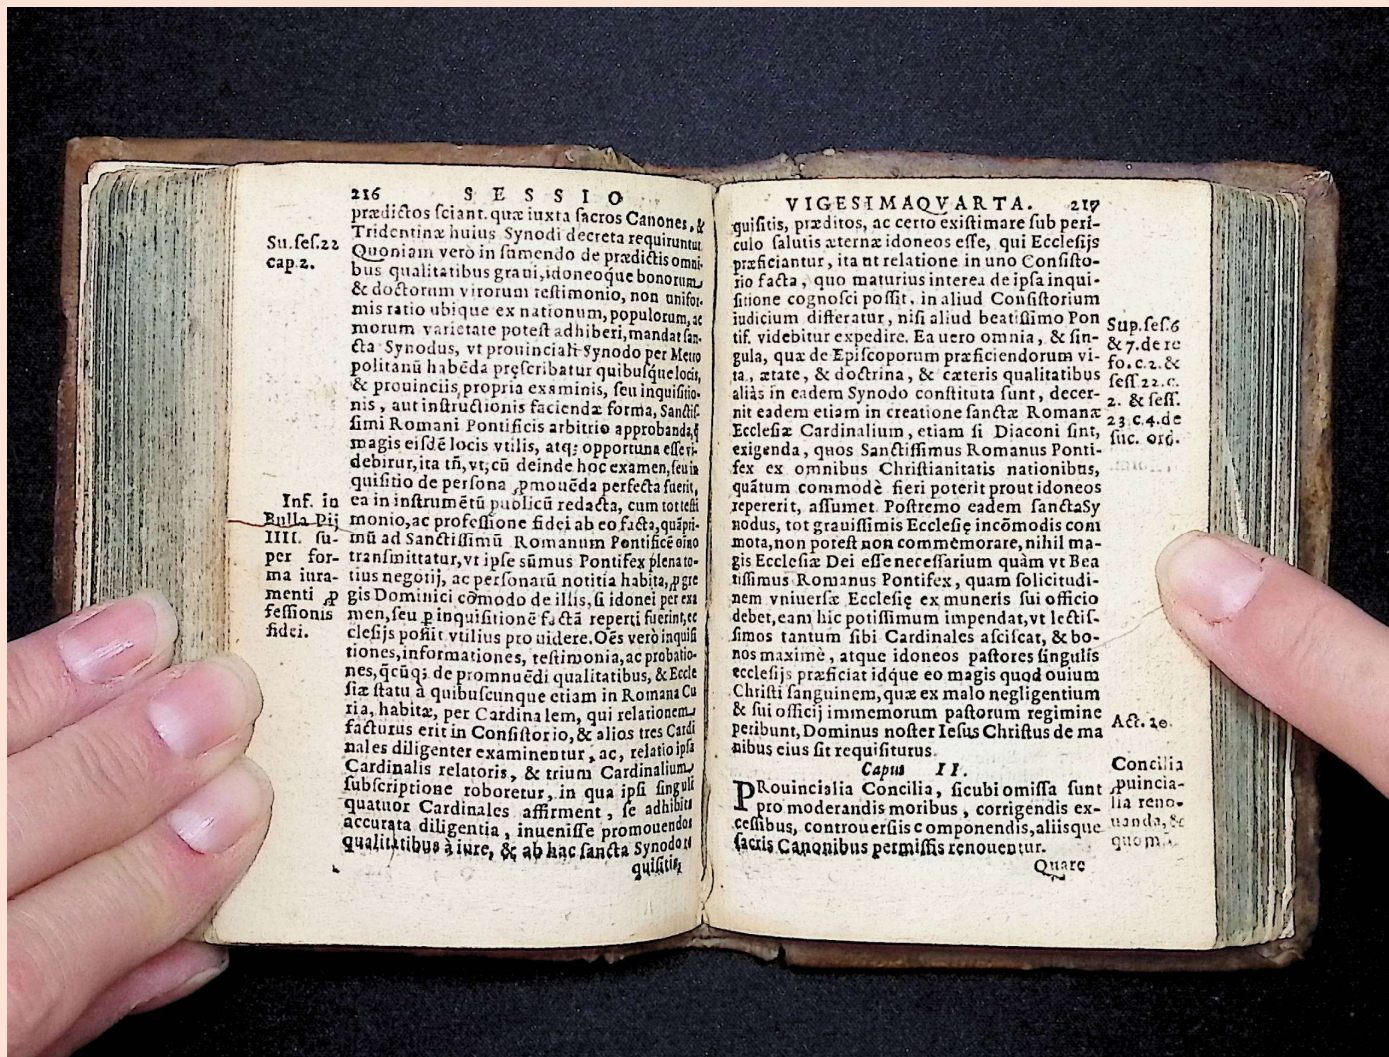 216 SESSIO
prædictos sciant. quæ iuxta sacros Canones, &
Tridentinæ huius Synodi decreta requiruntur.
Quoniam verò in sumendo de prædictis omni-
bus qualitatibus graui, idoneoque bonorum
& doctorum virorum testimonio, non unifor-
mis ratio ubique ex nationum, populorum, ac
morum varietate potest adhiberi, mandat san-
cta Synodus, vt prouinciali Synodo per Metro
politanũ habẽda pręscribatur quibusque locis,
& prouinciis, propria examinis, seu inquisitio-
nis, aut instructionis faciendæ forma, Sanctis-
simi Romani Pontificis arbitrio approbanda, q̃
magis eisdẽ locis vtilis, atq; opportuna esse vi-
debitur, ita tñ, vt; cũ deinde hoc examen, seu in
quisitio de persona ꝓmouẽda perfecta fuerit,
ea in instrumẽtũ publicũ redacta, cum tot testi
monio, ac professione fidei ab eo facta, quãpri-
mũ ad Sanctissimũ Romanum Pontificẽ oĩno
transmittatur, vt ipse sũmus Pontifex plena to-
tius negotij, ac personarũ notitia habita, ꝓ gre
gis Dominici cõmodo de illis, si idonei per exa
men, seu ꝑ inquisitionẽ factã reperti fuerint, ec
clesijs possit vtilius prouidere. Oẽs verò inquisi
tiones, informationes, testimonia, ac probatio-
nes, q̃cũq; de promouẽdi qualitatibus, & Eccle
siæ statu à quibuscunque etiam in Romana Cu
ria, habitæ, per Cardinalem, qui relationem
facturus erit in Consistorio, & alios tres Cardi
nales diligenter examinentur, ac, relatio ipsa
Cardinalis relatoris, & trium Cardinalium
subscriptione roboretur, in qua ipsi singuli
quatuor Cardinales affirment, se adhibita
accurata diligentia, inuenisse promouendos
qualitatibus à iure, & ab hac sancta Synodo re
quisitis,
Su. ses. 22
cap. 2.
Inf. in
Bulla Pij
IIII. su-
per for-
ma iura-
menti ꝓ
fessionis
fidei.
VIGESIMAQVARTA. 217
quisitis, præditos, ac certo existimare sub peri-
culo salutis æternæ idoneos esse, qui Ecclesijs
præficiantur, ita nt relatione in uno Consisto-
rio facta, quo maturius interea de ipsa inqui-
sitione cognosci possit, in aliud Consistorium
iudicium differatur, nisi aliud beatissimo Pon
tif. videbitur expedire. Ea uero omnia, & sin-
gula, quæ de Episcoporum præficiendorum vi-
ta, ætate, & doctrina, & cæteris qualitatibus
aliàs in eadem Synodo constituta sunt, decer-
nit eadem etiam in creatione sanctæ Romanæ
Ecclesiæ Cardinalium, etiam si Diaconi sint,
exigenda, quos Sanctissimus Romanus Ponti-
fex ex omnibus Christianitatis nationibus,
quãtum commodè fieri poterit prout idoneos
repererit, assumet. Postremo eadem sanctaSy
nodus, tot grauissimis Ecclesię incõmodis com
mota, non potest non commemorare, nihil ma-
gis Ecclesiæ Dei esse necessarium quàm vt Bea
tissimus Romanus Pontifex, quam solicitudi-
nem vniuersæ Ecclesię ex muneris sui officio
debet, eam hic potissimum impendat, vt lectis-
simos tantum sibi Cardinales asciscat, & bo-
nos maximè, atque idoneos pastores singulis
ecclesijs præficiat idque eo magis quod ouium
Christi sanguinem, quæ ex malo negligentium
& sui officij immemorum pastorum regimine
peribunt, Dominus noster Iesus Christus de ma
nibus eius sit requisiturus.
Caput II.
PRouincialia Concilia, sicubi omissa sunt
pro moderandis moribus, corrigendis ex-
cessibus, controuersiis componendis, aliisque
sacris Canonibus permissis renouentur.
Quare
Sup. ses. 6
& 7. de re
fo. c. 2. &
sess. 22. c.
2. & sess.
23 c. 4. de
suc. ord.
Act. 20.
Concilia
ꝓuincia-
lia reno-
uanda, &
quom